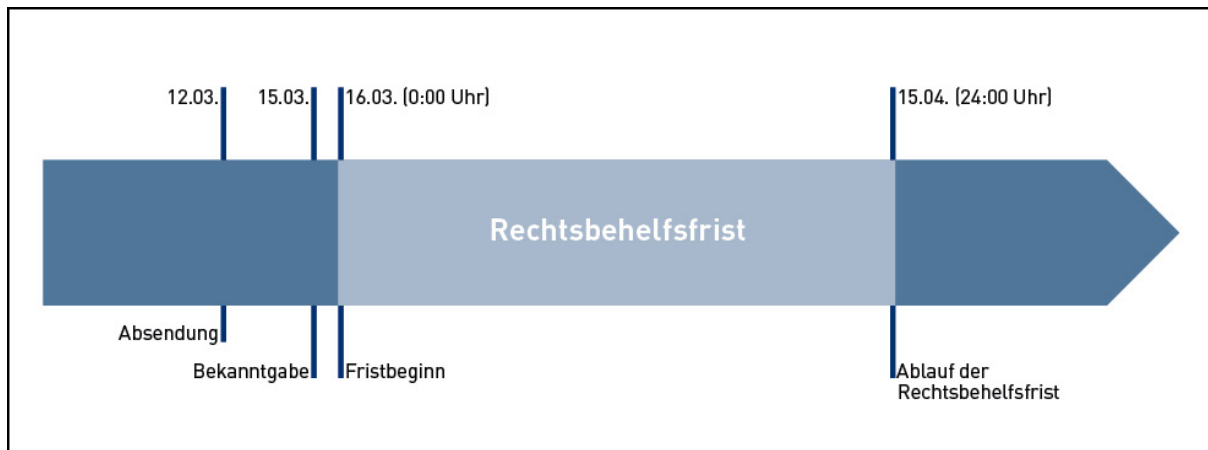 12.03.
15.03.
16.03. (0:00 Uhr)
15.04. (24:00 Uhr)
Rechtsbehelfsfrist
Absendung
Bekanntgabe
Fristbeginn
Ablauf der
Rechtsbehelfsfrist